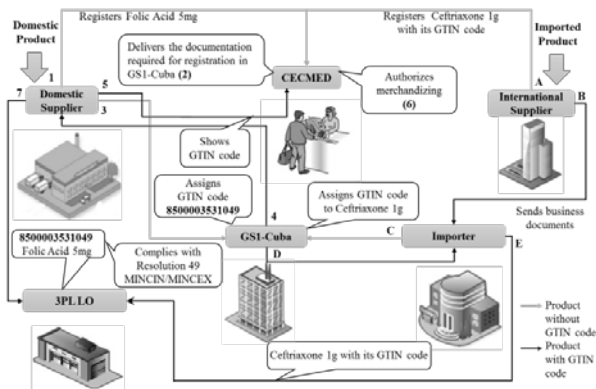 Domestic
Product
Registers Folic Acid 5mg
Registers Ceftriaxone 1g
with its GTIN code
Imported
Product
Delivers the documentation
required for registration in
GS1-Cuba (2)
CECMED
Authorizes
merchandizing
(6)
1
7
5
3
Domestic
Supplier
A
B
International
Supplier
Shows
GTIN code
Assigns
GTIN code
8500003531049
4
Assigns GTIN code
to Ceftriaxone 1g
Sends business
documents
GS1-Cuba
C
Importer
E
D
8500003531049
Folic Acid 5mg
Complies with
Resolution 49
MINCIN/MINCEX
3PL LO
Ceftriaxone 1g with its GTIN code
Product
without
GTIN code
Product
with GTIN
code